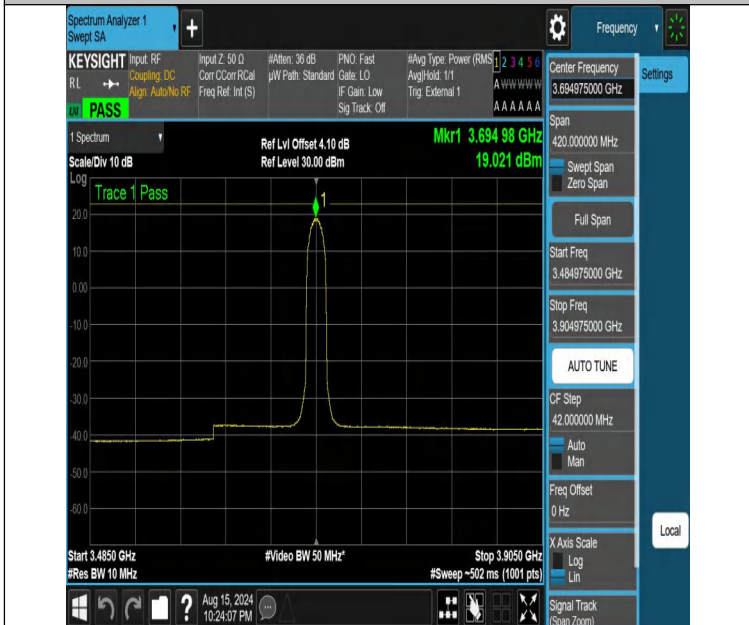 Spectrum Analyzer 1
Swept SA
+
Frequency
KEYSIGHT
RL
LXI
PASS
Input: RF
Coupling: DC
Align: Auto/No RF
Input Z: 50 Ω
Corr CCorr RCal
Freq Ref: Int (S)
#Atten: 36 dB
µW Path: Standard
PNO: Fast
Gate: LO
IF Gain: Low
Sig Track: Off
#Avg Type: Power (RMS
Avg|Hold: 1/1
Trig: External 1
1 2 3 4 5 6
A W W W W W
A A A A A A
1 Spectrum
Scale/Div 10 dB
Ref Lvl Offset 4.10 dB
Ref Level 30.00 dBm
Mkr1 3.694 98 GHz
19.021 dBm
Log
Trace 1 Pass
1
20.0
10.0
0.00
-10.0
-20.0
-30.0
-40.0
-50.0
-60.0
Start 3.4850 GHz
#Res BW 10 MHz
#Video BW 50 MHz*
Stop 3.9050 GHz
#Sweep ~502 ms (1001 pts)
Center Frequency
3.694975000 GHz
Settings
Span
420.000000 MHz
Swept Span
Zero Span
Full Span
Start Freq
3.484975000 GHz
Stop Freq
3.904975000 GHz
AUTO TUNE
CF Step
42.000000 MHz
Auto
Man
Freq Offset
0 Hz
Local
X Axis Scale
Log
Lin
Signal Track
(Span Zoom)
?
Aug 15, 2024
10:24:07 PM